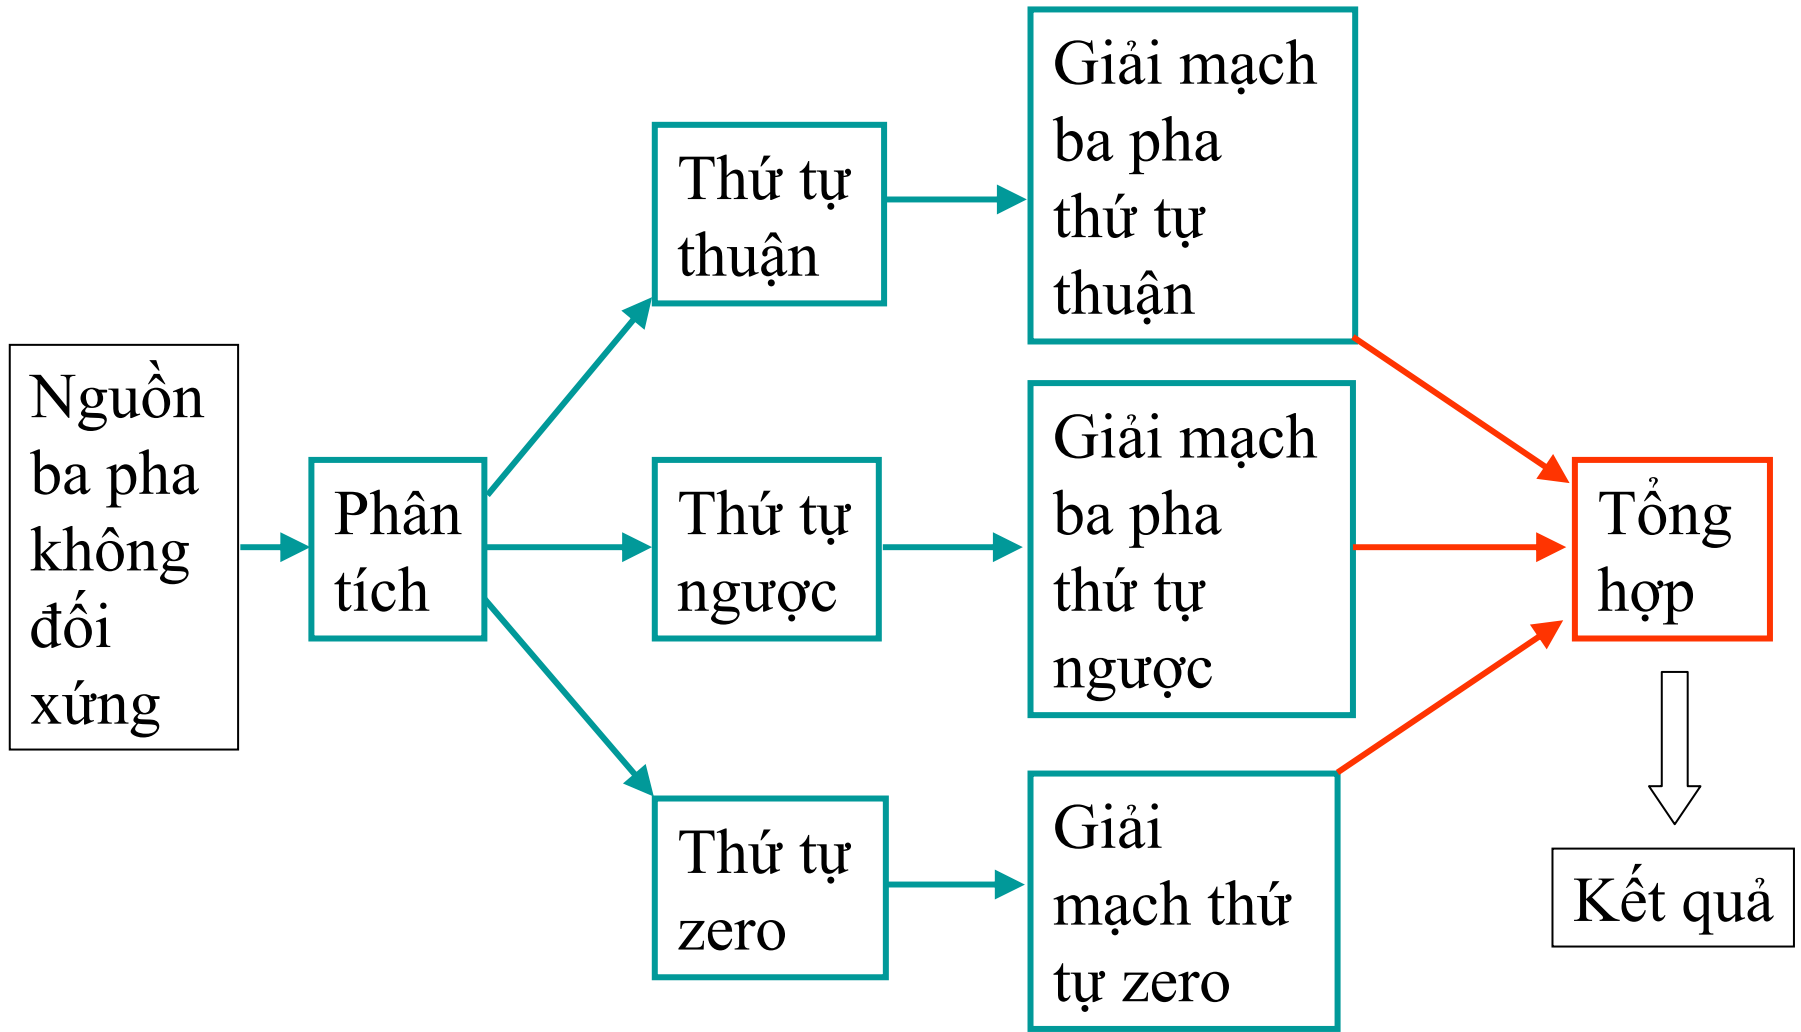 Nguồn
ba pha
không
đối
xứng
Phân
tích
Thứ tự
thuận
Thứ tự
ngược
Thứ tự
zero
Giải mạch
ba pha
thứ tự
thuận
Giải mạch
ba pha
thứ tự
ngược
Giải
mạch thứ
tự zero
Tổng
hợp
Kết quả